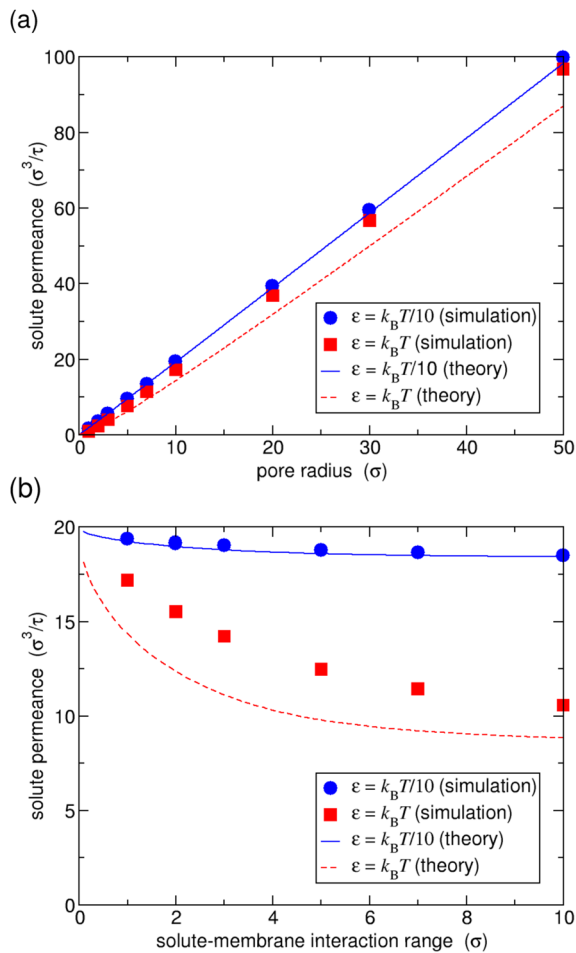 (a)
100
80
60
40
20
0
solute permeance (σ³/τ)
ε = k_BT/10 (simulation)
ε = k_BT (simulation)
ε = k_BT/10 (theory)
ε = k_BT (theory)
0 10 20 30 40 50
pore radius (σ)
(b)
20
15
10
5
0
solute permeance (σ³/τ)
ε = k_BT/10 (simulation)
ε = k_BT (simulation)
ε = k_BT/10 (theory)
ε = k_BT (theory)
0 2 4 6 8 10
solute-membrane interaction range (σ)